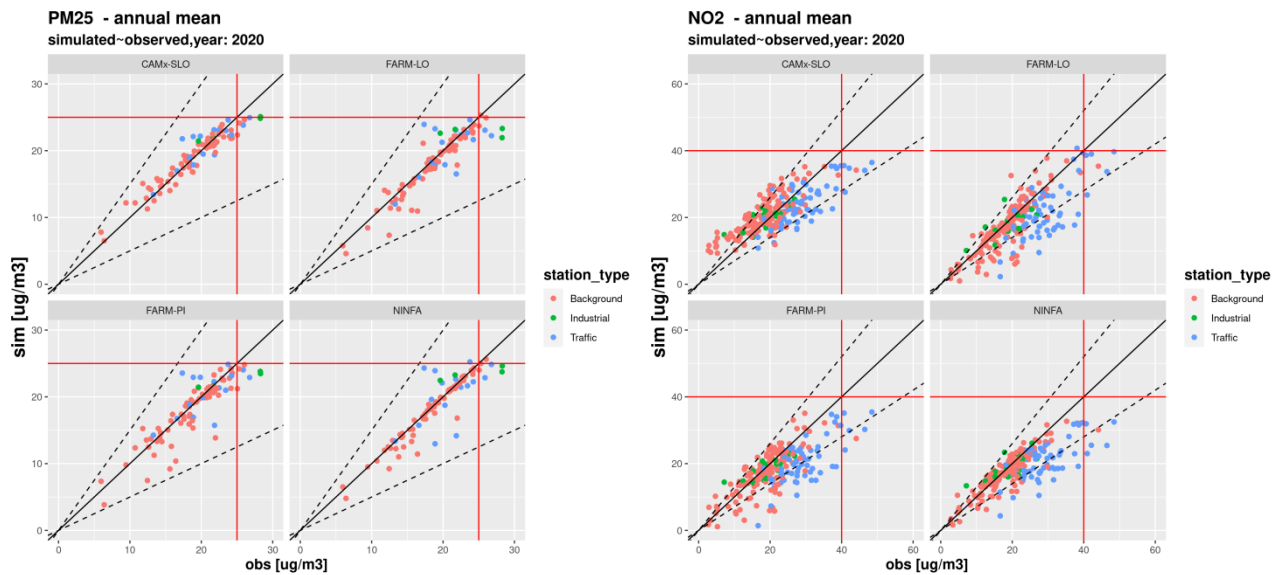 PM25 - annual mean
simulated~observed,year: 2020
CAMx-SLO
FARM-LO
30
20
10
0
FARM-PI
NINFA
30
20
10
0
0
10
20
30
0
10
20
30
sim [ug/m3]
obs [ug/m3]
station_type
Background
Industrial
Traffic
NO2 - annual mean
simulated~observed,year: 2020
CAMx-SLO
FARM-LO
60
40
20
0
FARM-PI
NINFA
60
40
20
0
0
20
40
60
0
20
40
60
sim [ug/m3]
obs [ug/m3]
station_type
Background
Industrial
Traffic